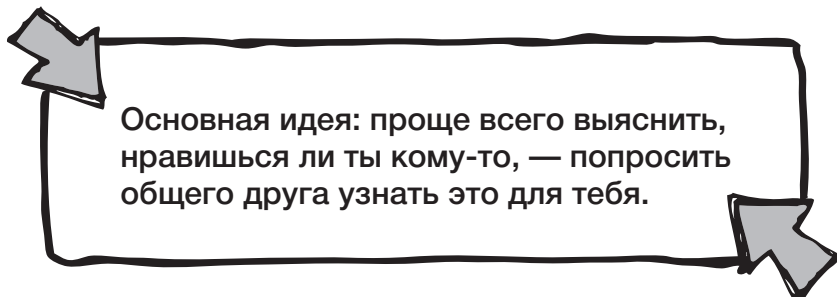 Основная идея: проще всего выяснить,
нравишься ли ты кому-то, — попросить
общего друга узнать это для тебя.